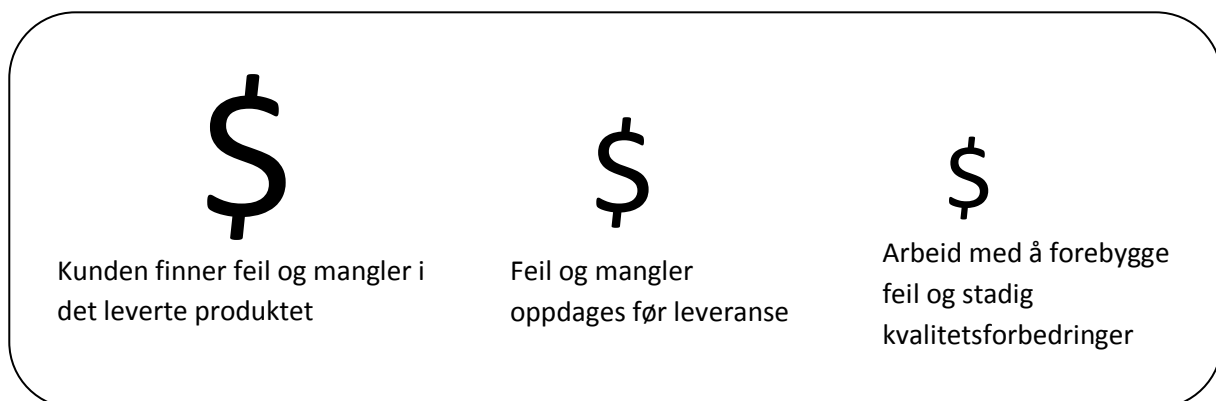 $
Kunden finner feil og mangler i
det leverte produktet
$
Feil og mangler
oppdages før leveranse
$
Arbeid med å forebygge
feil og stadig
kvalitetsforbedringer